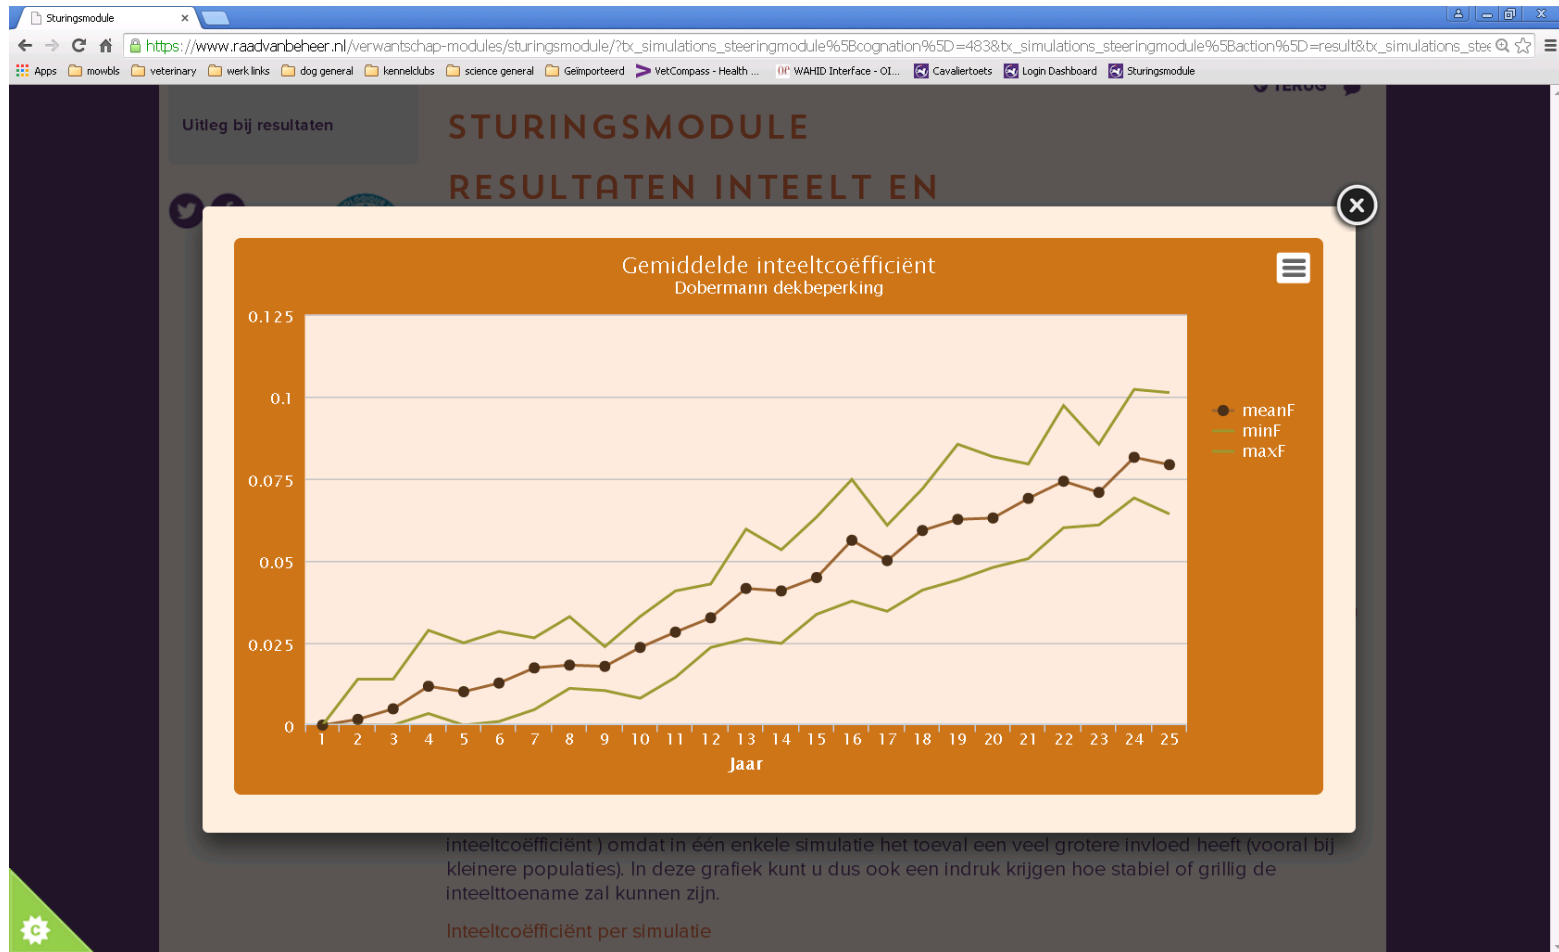 Sturingsmodule
https://www.raadvanbeheer.nl/verwantschap-modules/sturingsmodule/?tx_simulations_steeringmodule%5Bcognation%5D=483&tx_simulations_steeringmodule%5Baction%5D=result&tx_simulations_stee
Apps mowbls veterinary werk links dog general kennelclubs science general Geïmporteerd VetCompass - Health ... WAHID Interface - OI... Cavaliertoets Login Dashboard Sturingsmodule
TERUG
Uitleg bij resultaten
STURINGSMODULE
RESULTATEN INTEELT EN
Gemiddelde inteeltcoëfficiënt
Dobermann dekbeperking
0.125
0.1
0.075
0.05
0.025
0
1 2 3 4 5 6 7 8 9 10 11 12 13 14 15 16 17 18 19 20 21 22 23 24 25
Jaar
meanF
minF
maxF
inteeltcoëfficiënt ) omdat in één enkele simulatie het toeval een veel grotere invloed heeft (vooral bij
kleinere populaties). In deze grafiek kunt u dus ook een indruk krijgen hoe stabiel of grillig de
inteelttoename zal kunnen zijn.
Inteeltcoëfficiënt per simulatie
C